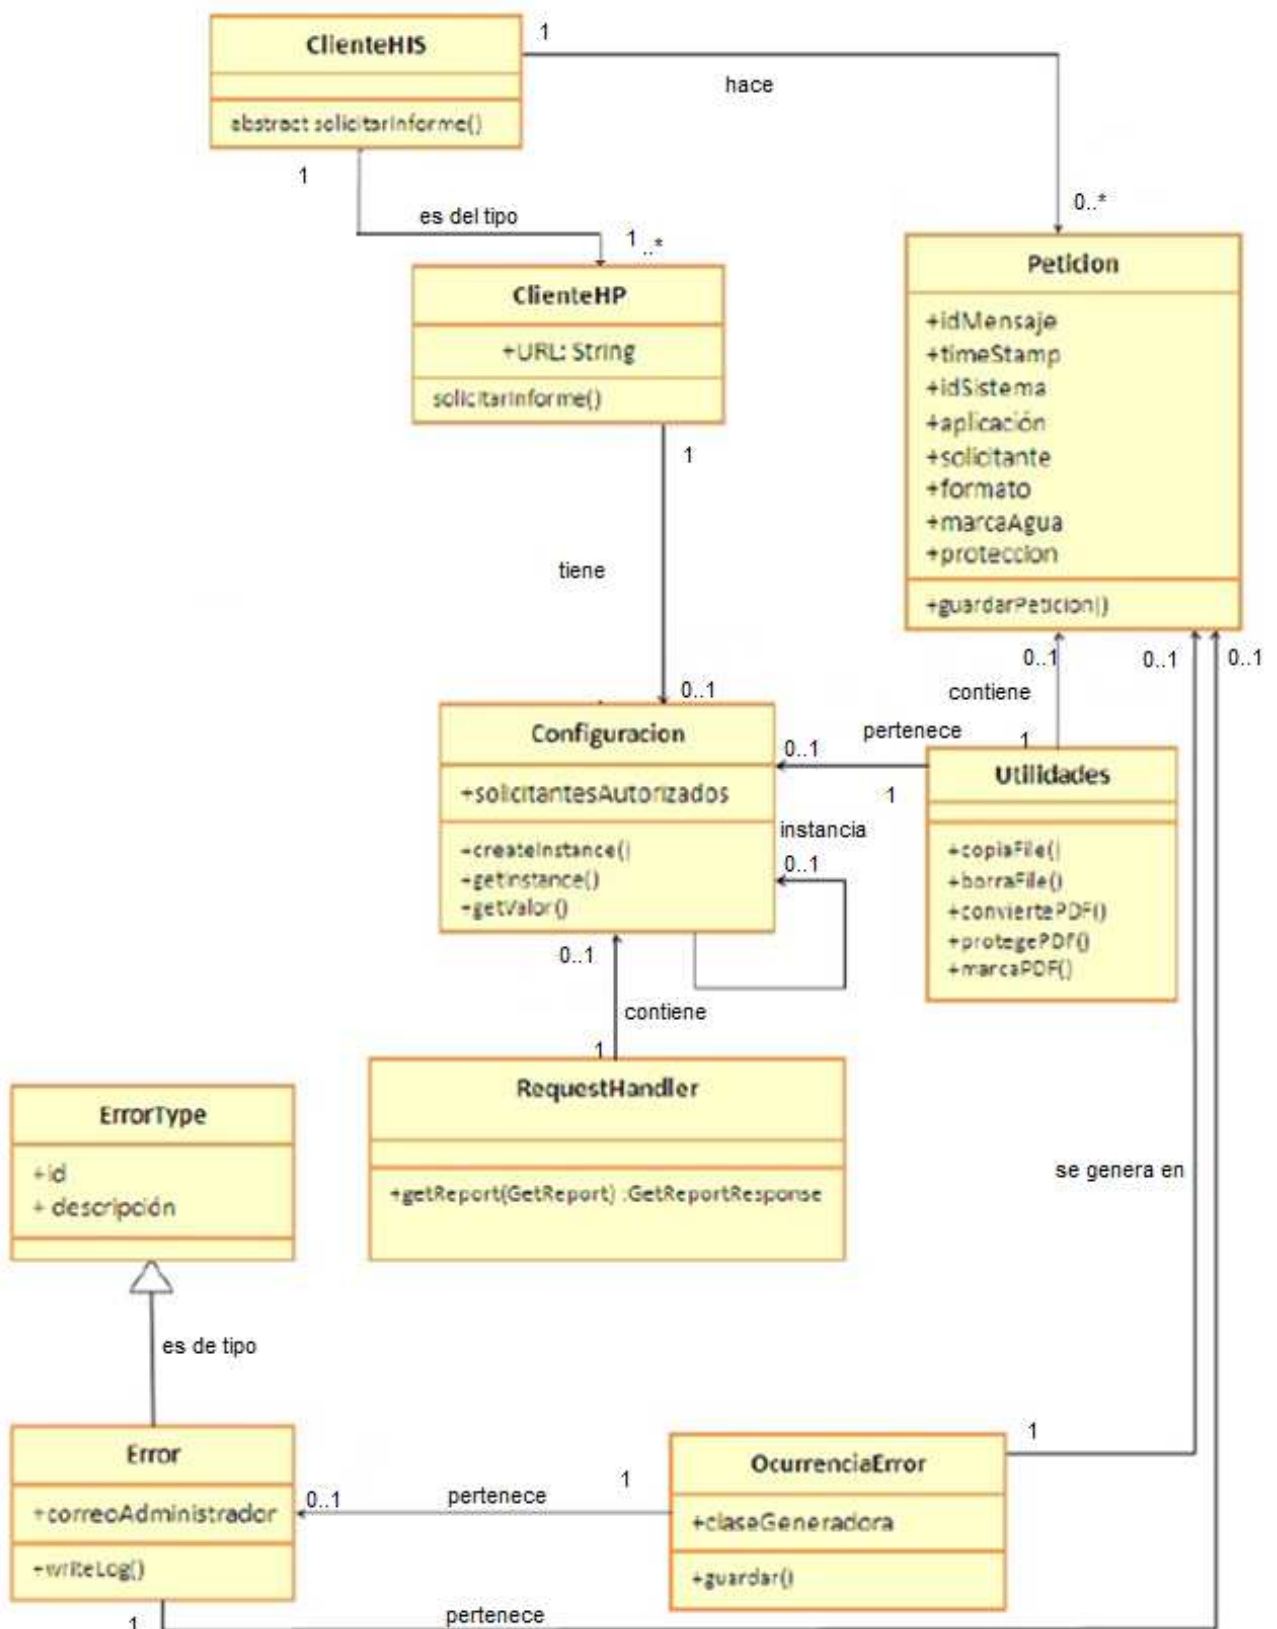 ClienteHIS
abstract solicitarInforme()
1
hace
0..*
1
es del tipo
1
..*
ClienteHP
+URL: String
solicitarInforme()
1
tiene
0..1
Peticion
+idMensaje
+timeStamp
+idSistema
+aplicación
+solicitante
+formato
+marcaAgua
+proteccion
+guardarPeticion()
0..1
0..1
0..1
contiene
1
pertenece
0..1
1
Configuracion
+solicitantesAutorizados
+createInstance()
+getInstance()
+getValor()
instancia
0..1
Utilidades
+copiaFile()
+borraFile()
+conviertePDF()
+protegePDF()
+marcaPDF()
0..1
contiene
1
RequestHandler
+getReport(GetReport) :GetReportResponse
ErrorType
+id
+ descripción
es de tipo
se genera en
Error
+correoAdministrador
+writeLog()
0..1
pertenece
1
OcurrenciaError
+claseGeneradora
+guardar()
1
1
pertenece